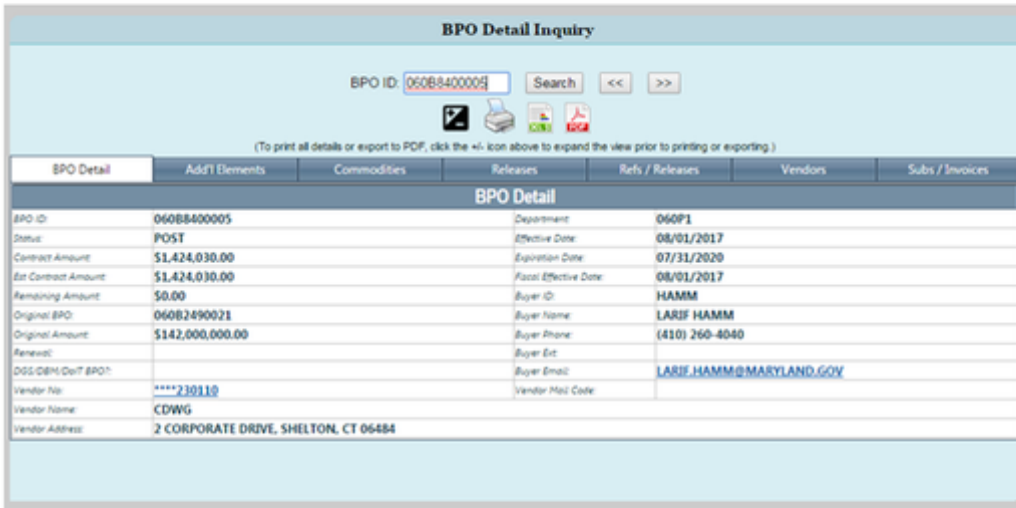 BPO Detail Inquiry
BPO ID: 060B8400005 Search << >>
XLS PDF
(To print all details or export to PDF, click the +/- icon above to expand the view prior to printing or exporting.)
BPO Detail Add'l Elements Commodities Releases Refs / Releases Vendors Subs / Invoices
BPO Detail
BPO ID: 060B8400005 Department: 060P1
Status: POST Effective Date: 08/01/2017
Contract Amount: $1,424,030.00 Expiration Date: 07/31/2020
Est Contract Amount: $1,424,030.00 Fiscal Effective Date: 08/01/2017
Remaining Amount: $0.00 Buyer ID: HAMM
Original BPO: 060B2490021 Buyer Name: LARIF HAMM
Original Amount: $142,000,000.00 Buyer Phone: (410) 260-4040
Renewal: Buyer Ext:
DGS/DBM/DoIT BPO?: Buyer Email: LARIF.HAMM@MARYLAND.GOV
Vendor No: ****230110 Vendor Mail Code:
Vendor Name: CDWG
Vendor Address: 2 CORPORATE DRIVE, SHELTON, CT 06484